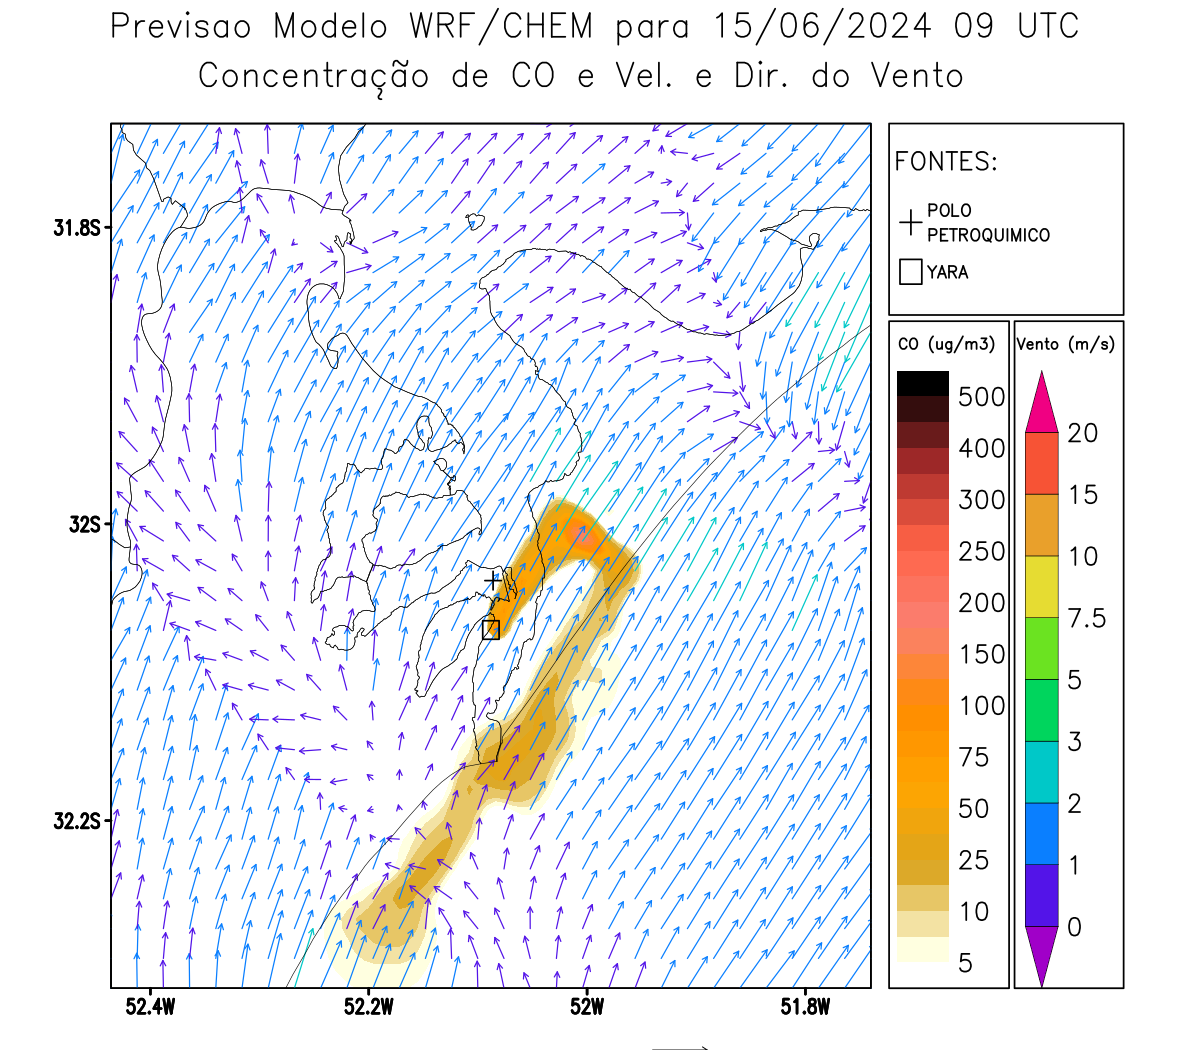 Previsao Modelo WRF/CHEM para 15/06/2024 09 UTC
Concentração de CO e Vel. e Dir. do Vento
FONTES:
POLO
PETROQUIMICO
YARA
31.8S
32S
32.2S
52.4W
52.2W
52W
51.8W
CO (ug/m3)
500
400
300
250
200
150
100
75
50
25
10
5
Vento (m/s)
20
15
10
7.5
5
3
2
1
0